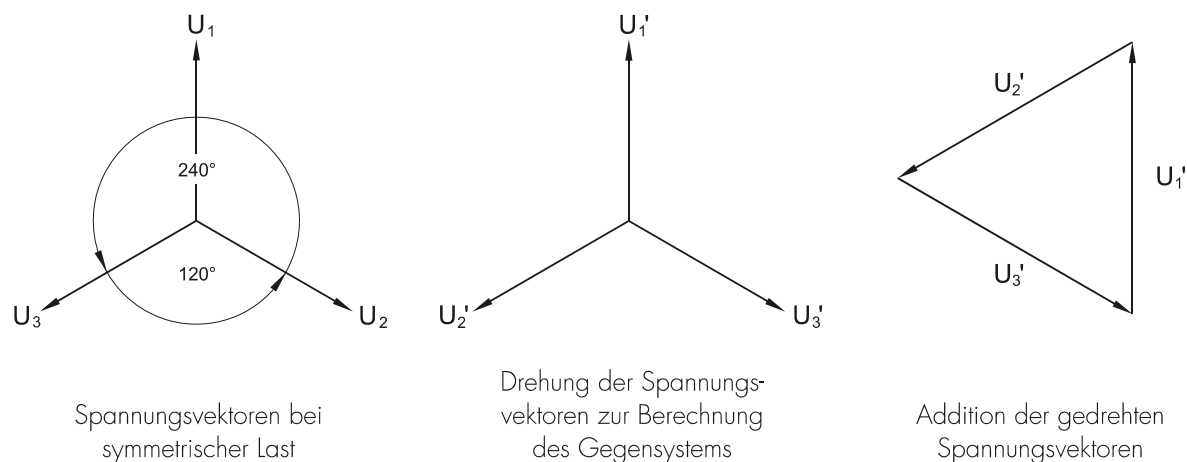 U₁
240°
120°
U₃
U₂
Spannungsvektoren bei
symmetrischer Last
U₁'
U₂'
U₃'
Drehung der Spannungs-
vektoren zur Berechnung
des Gegensystems
U₂'
U₁'
U₃'
Addition der gedrehten
Spannungsvektoren